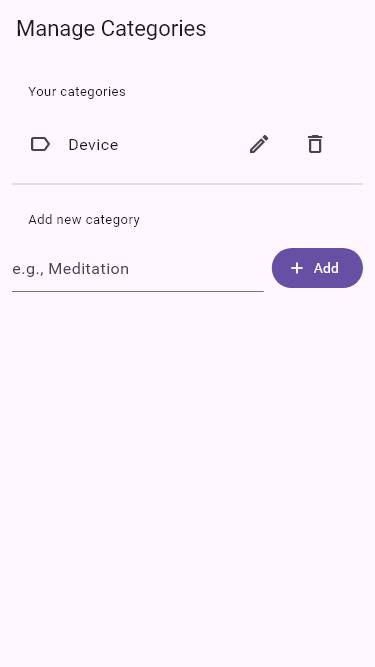 Manage Categories
Your categories
Device
Add new category
e.g., Meditation
Add